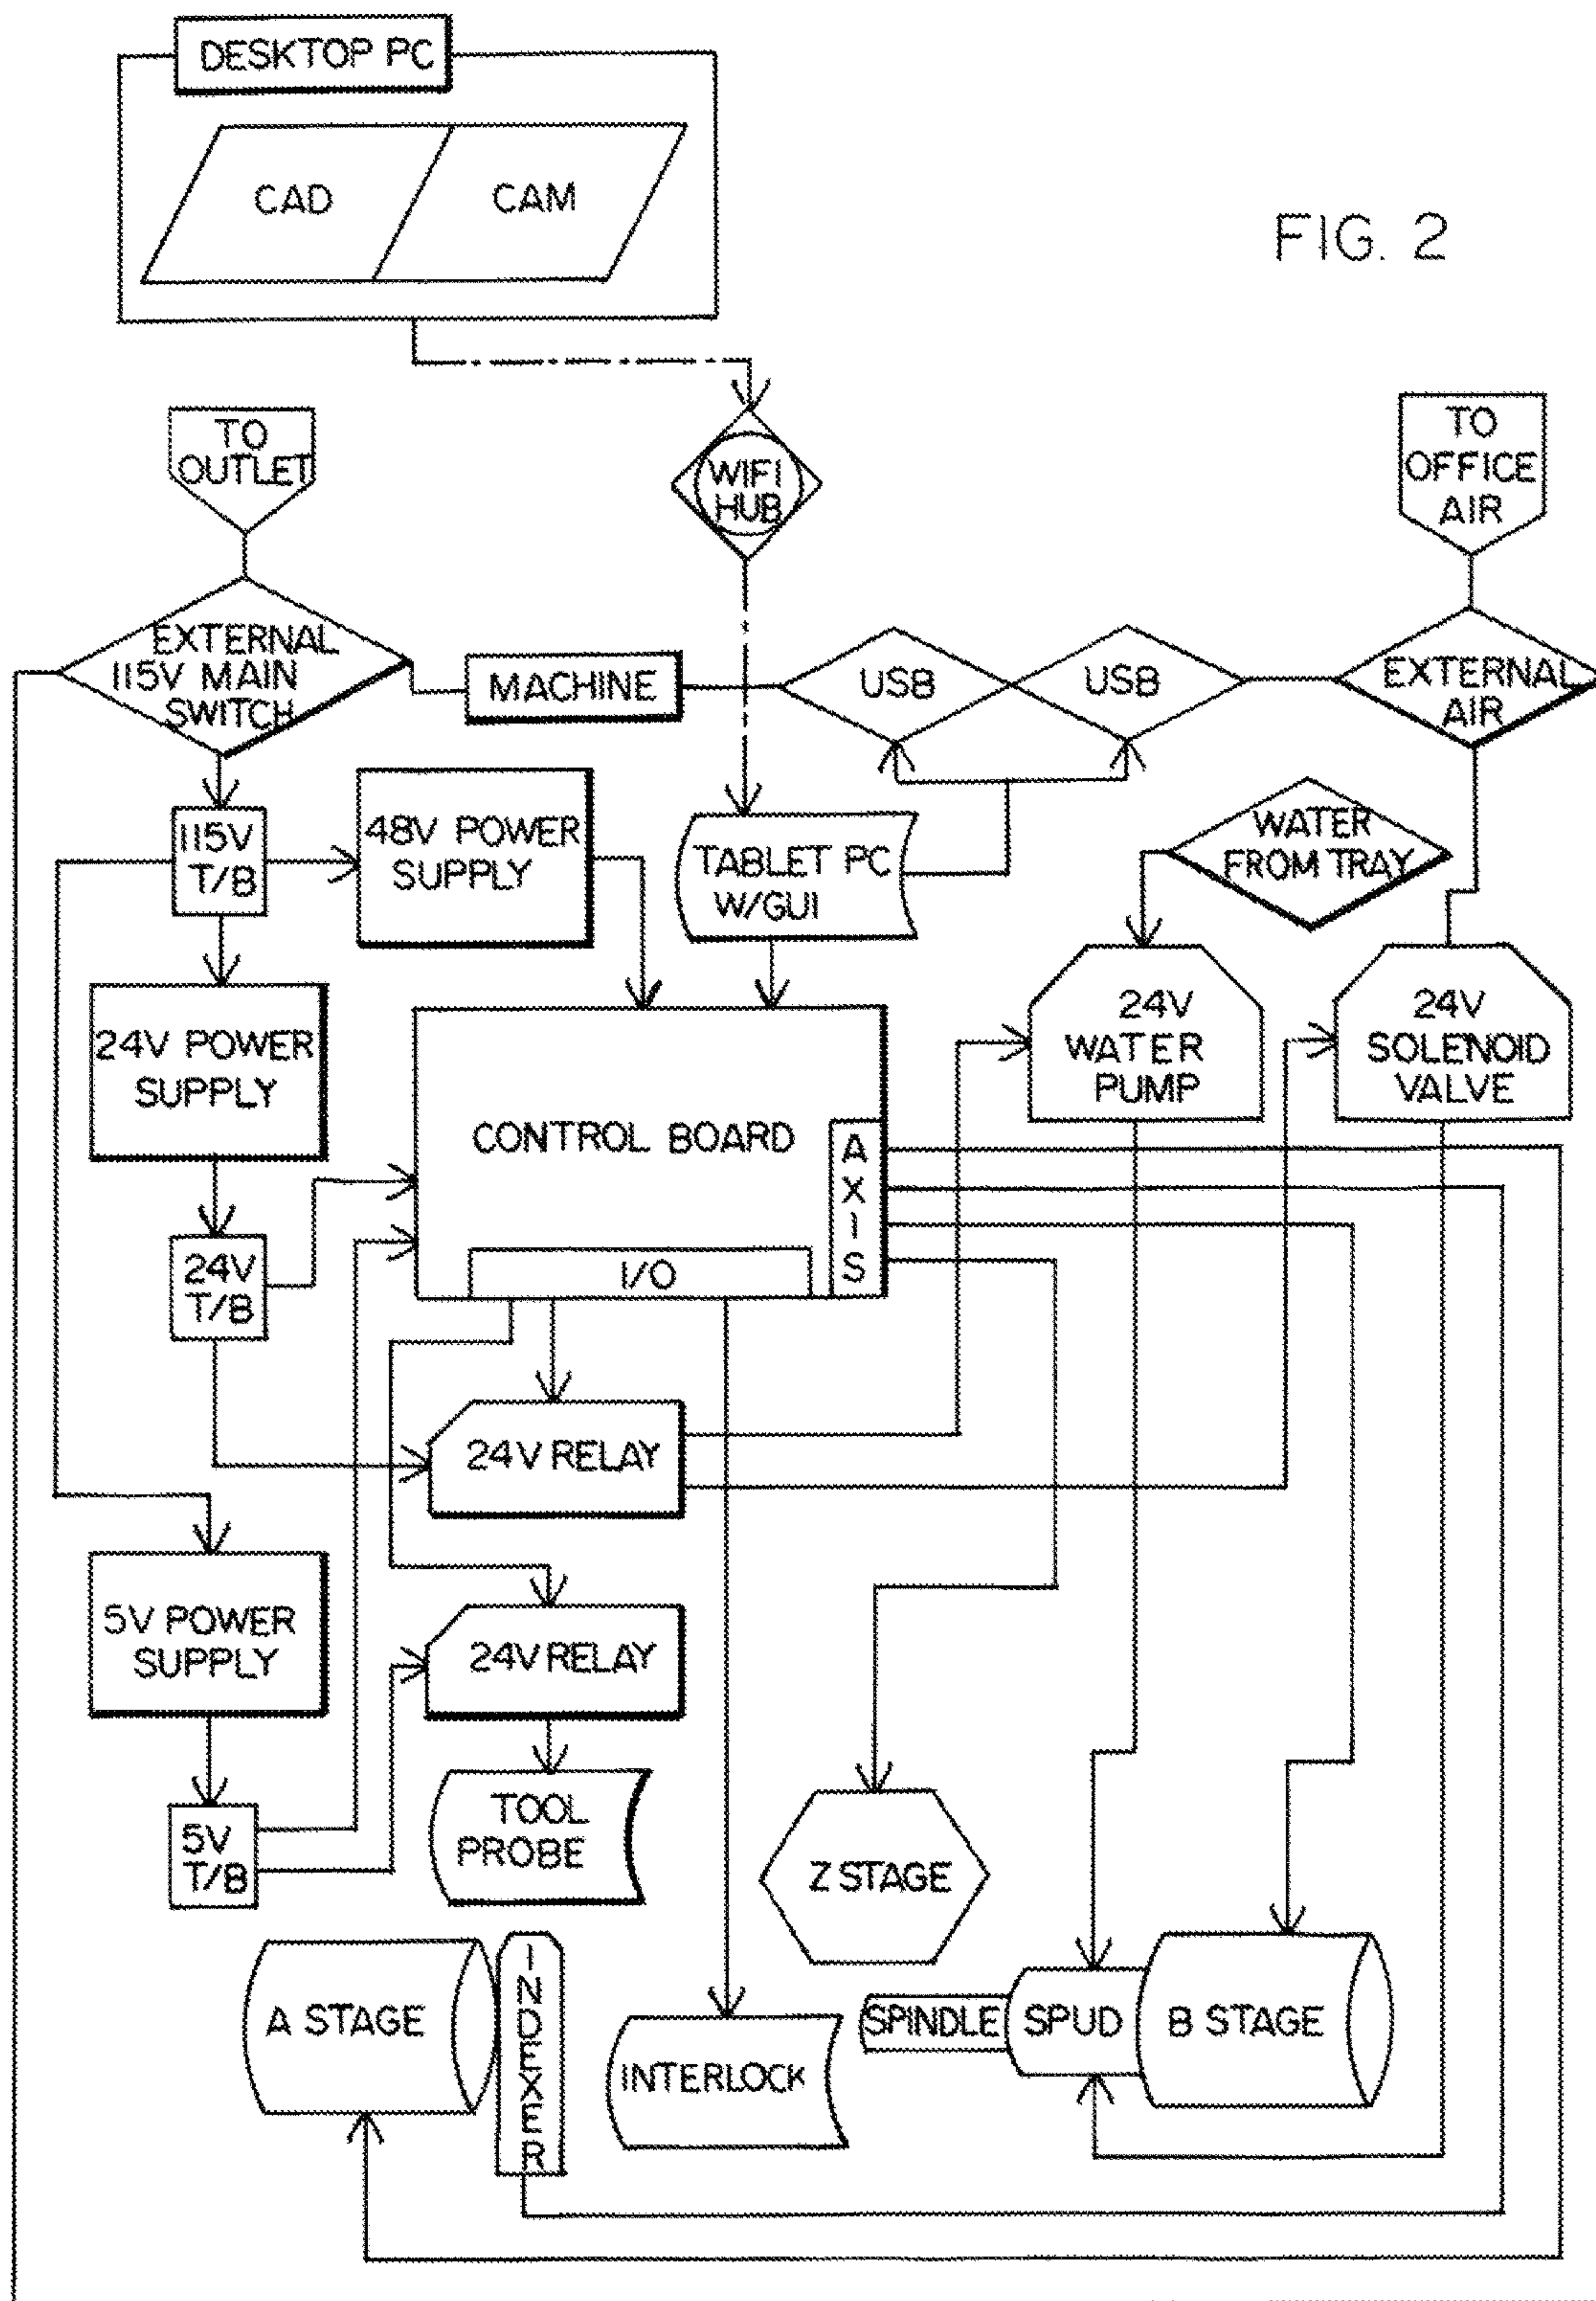 DESKTOP PC
CAD
CAM
FIG. 2
TO
OUTLET
WIFI
HUB
TO
OFFICE
AIR
EXTERNAL
115V MAIN
SWITCH
MACHINE
USB
USB
EXTERNAL
AIR
115V
T/B
48V POWER
SUPPLY
TABLET PC
W/GUI
WATER
FROM TRAY
24V POWER
SUPPLY
CONTROL BOARD
AXIS
I/O
24V
WATER
PUMP
24V
SOLENOID
VALVE
24V
T/B
24V RELAY
5V POWER
SUPPLY
24V RELAY
5V
T/B
TOOL
PROBE
Z STAGE
A STAGE
INDEXER
INTERLOCK
SPINDLE
SPUD
B STAGE